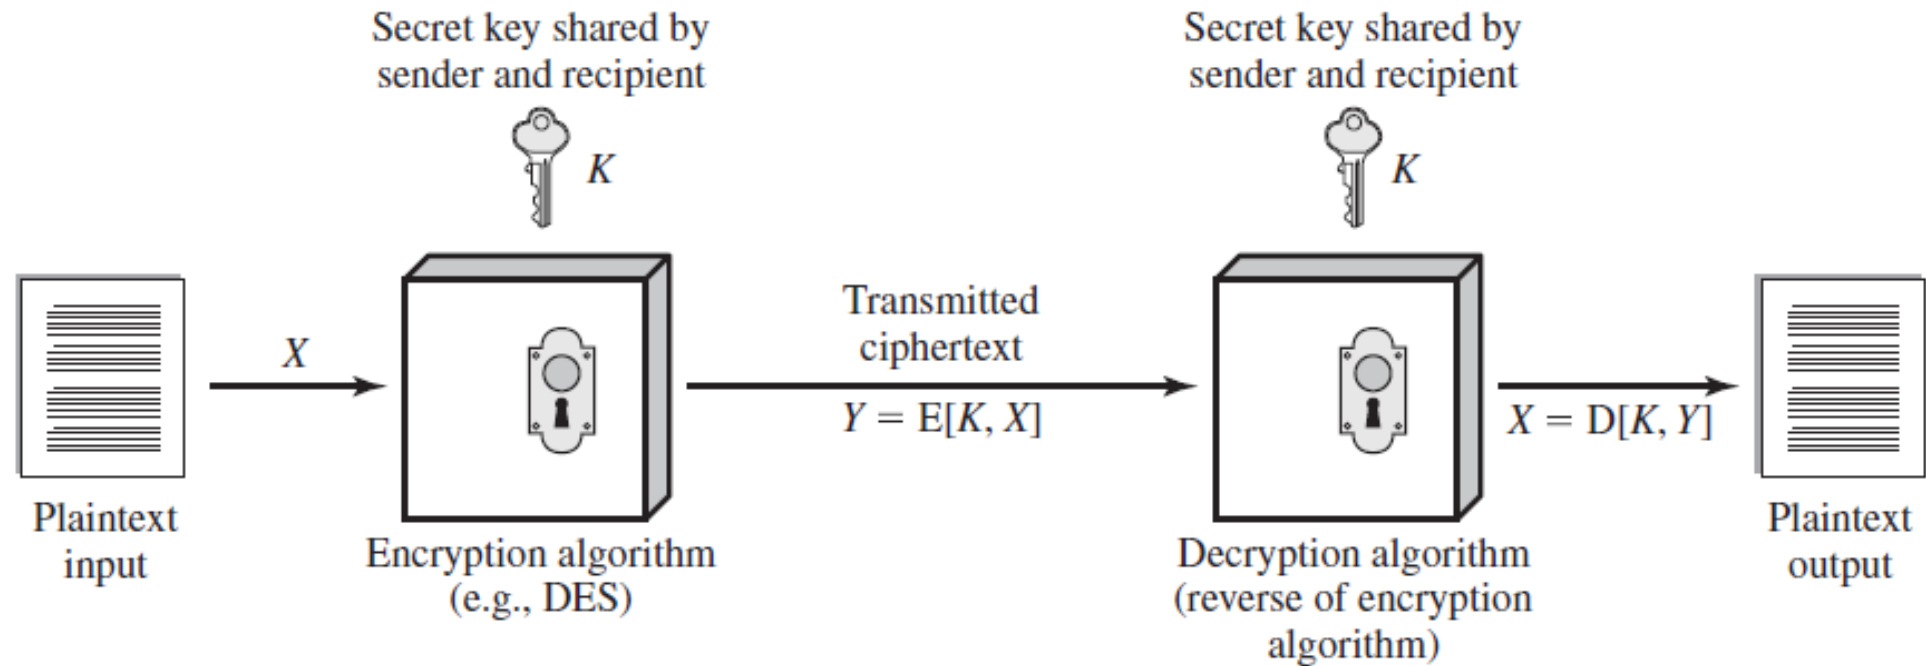 Secret key shared by
sender and recipient
K
Secret key shared by
sender and recipient
K
Plaintext
input
X
Encryption algorithm
(e.g., DES)
Transmitted
ciphertext
Y = E[K, X]
Decryption algorithm
(reverse of encryption
algorithm)
X = D[K, Y]
Plaintext
output